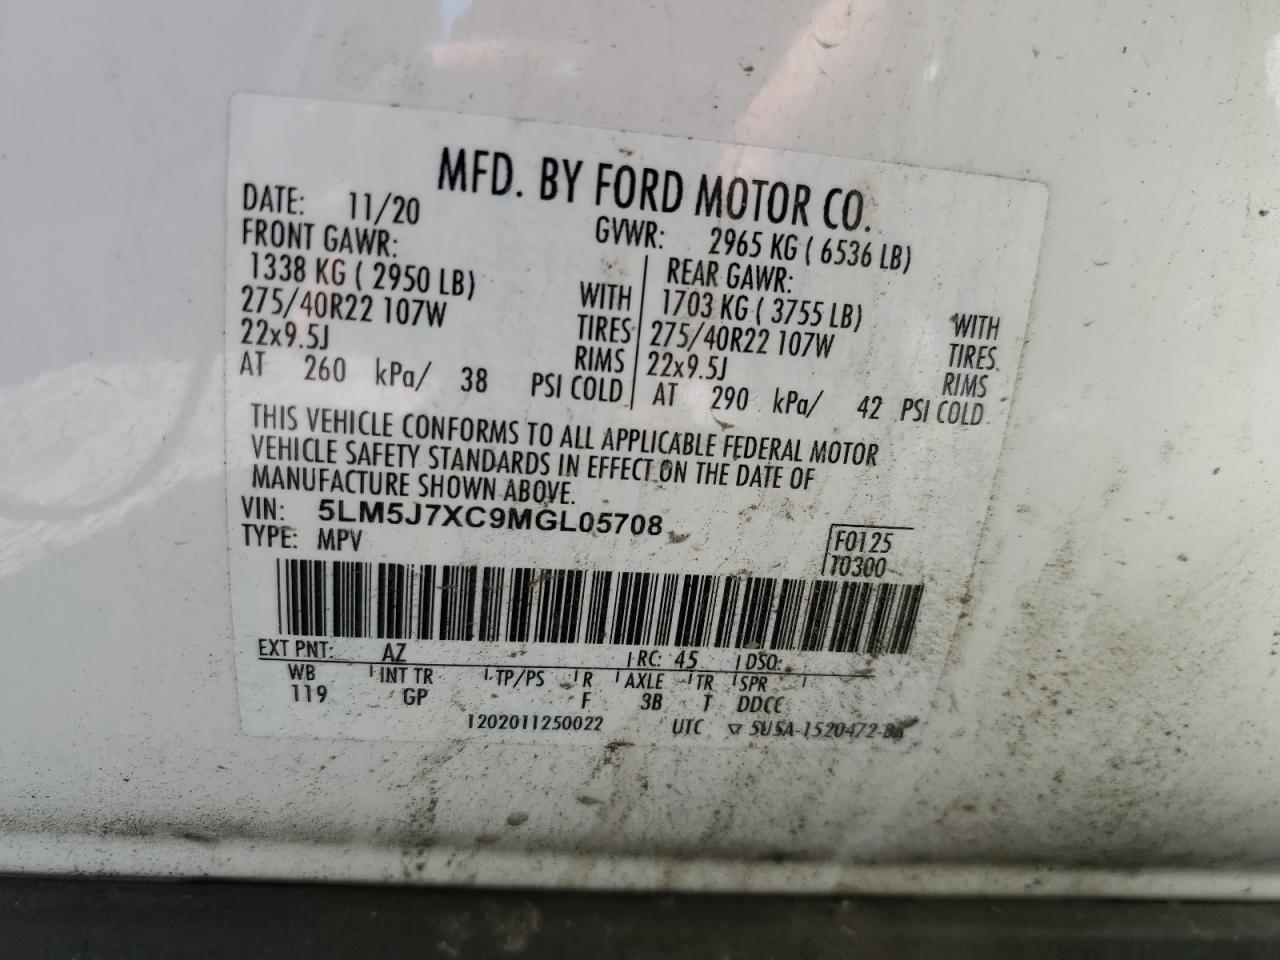 MFD. BY FORD MOTOR CO.
DATE: 11/20 GVWR: 2965 KG ( 6536 LB)
FRONT GAWR: REAR GAWR:
1338 KG ( 2950 LB) WITH 1703 KG ( 3755 LB) WITH
275/40R22 107W TIRES 275/40R22 107W TIRES
22x9.5J RIMS 22x9.5J RIMS
AT 260 kPa/ 38 PSI COLD AT 290 kPa/ 42 PSI COLD
THIS VEHICLE CONFORMS TO ALL APPLICABLE FEDERAL MOTOR
VEHICLE SAFETY STANDARDS IN EFFECT ON THE DATE OF
MANUFACTURE SHOWN ABOVE.
VIN: 5LM5J7XC9MGL05708
TYPE: MPV
F0125
T0300
EXT PNT: AZ RC: 45 DSO:
WB INT TR TP/PS R AXLE TR SPR
119 GP F 3B T DDCC
1202011250022 UTC ▽ 5USA-1520472-